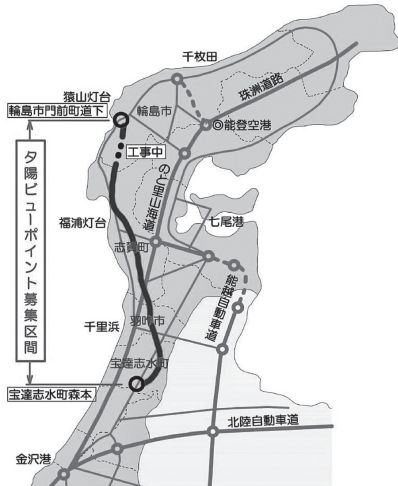 千枚田
猿山灯台
輪島市門前町道下
輪島市
珠洲道路
◎能登空港
工事中
夕陽ビューポイント募集区間
のと里山海道
福浦灯台
七尾港
志賀町
能越自動車道
千里浜
羽咋市
宝達志水町
宝達志水町森本
北陸自動車道
金沢港